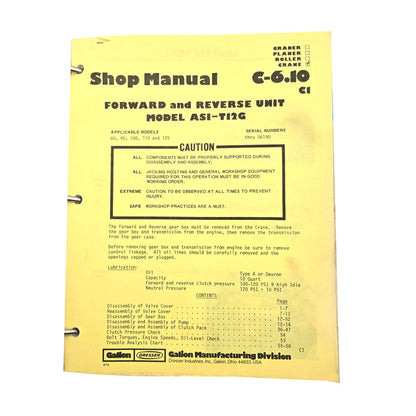 GRADER
PLANER
ROLLER
CRANE
Shop Manual C-6.10
C1
FORWARD and REVERSE UNIT
MODEL ASI-T12G
APPLICABLE MODELS SERIAL NUMBERS
80, 90, 100, 110 and 125 thru 06190
CAUTION
ALL COMPONENTS MUST BE PROPERLY SUPPORTED DURING
DISASSEMBLY AND ASSEMBLY.
ALL JACKING HOISTING AND GENERAL WORKSHOP EQUIPMENT
REQUIRED FOR THIS OPERATION MUST BE IN GOOD
WORKING ORDER.
EXTREME CAUTION TO BE OBSERVED AT ALL TIMES TO PREVENT
INJURY.
SAFE WORKSHOP PRACTICES ARE A MUST.
The Forward and Reverse gear box must be removed from the Crane. Remove
the gear box and transmission from the engine, then remove the transmission
from the gear case.
Before removing gear box and transmission from engine be sure to remove
control linkage. All oil lines should be carefully removed and the
openings capped or plugged.
Lubrication:
Oil Type A or Dexron
Capacity 10 Quart
Forward and reverse clutch pressure 100-120 PSI @ high idle
Neutral Pressure 120 PSI ± 10 PSI
CONTENTS
Page
Disassembly of Valve Cover 1-7
Reassembly of Valve Cover 7-12
Disassembly of Gear Box 12-52
Disassembly and Assembly of Pump 12-14
Disassembly and Assembly of Clutch Pack 36-47
Clutch Pressure Check 54
Bolt Torques, Engine Speeds, Oil-Level Check 53
Trouble Analysis Chart 55-56
C1
Galion DRESSER Galion Manufacturing Division
Dresser Industries, Inc., Galion, Ohio 44833, USA